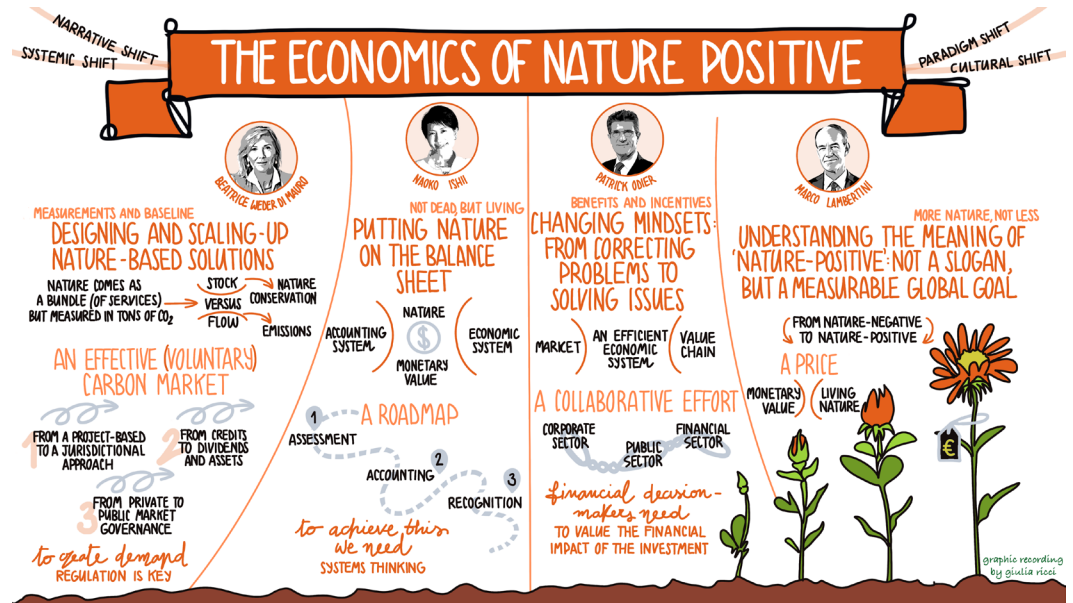 NARRATIVE SHIFT
SYSTEMIC SHIFT
THE ECONOMICS OF NATURE POSITIVE
PARADIGM SHIFT
CULTURAL SHIFT
BEATRICE WEDER DI MAURO
MEASUREMENTS AND BASELINE
DESIGNING AND SCALING-UP
NATURE-BASED SOLUTIONS
NATURE COMES AS
A BUNDLE (OF SERVICES)
BUT MEASURED IN TONS OF CO₂
STOCK
VERSUS
FLOW
NATURE
CONSERVATION
EMISSIONS
AN EFFECTIVE (VOLUNTARY)
CARBON MARKET
1
FROM A PROJECT-BASED
TO A JURISDICTIONAL
APPROACH
2
FROM CREDITS
TO DIVIDENDS
AND ASSETS
3
FROM PRIVATE TO
PUBLIC MARKET
GOVERNANCE
to create demand
REGULATION IS KEY
NAOKO ISHII
NOT DEAD, BUT LIVING
PUTTING NATURE
ON THE BALANCE
SHEET
NATURE
ACCOUNTING
SYSTEM
$
ECONOMIC
SYSTEM
MONETARY
VALUE
A ROADMAP
1
ASSESSMENT
2
ACCOUNTING
3
RECOGNITION
to achieve this
we need
SYSTEMS THINKING
PATRICK ODIER
BENEFITS AND INCENTIVES
CHANGING MINDSETS:
FROM CORRECTING
PROBLEMS TO
SOLVING ISSUES
MARKET
AN EFFICIENT
ECONOMIC
SYSTEM
VALUE
CHAIN
A COLLABORATIVE EFFORT
CORPORATE
SECTOR
PUBLIC
SECTOR
FINANCIAL
SECTOR
financial decision-
makers need
TO VALUE THE FINANCIAL
IMPACT OF THE INVESTMENT
MARCO LAMBERTINI
MORE NATURE, NOT LESS
UNDERSTANDING THE MEANING OF
'NATURE-POSITIVE': NOT A SLOGAN,
BUT A MEASURABLE GLOBAL GOAL
FROM NATURE-NEGATIVE
TO NATURE-POSITIVE
A PRICE
MONETARY
VALUE
LIVING
NATURE
€
graphic recording
by giulia ricci